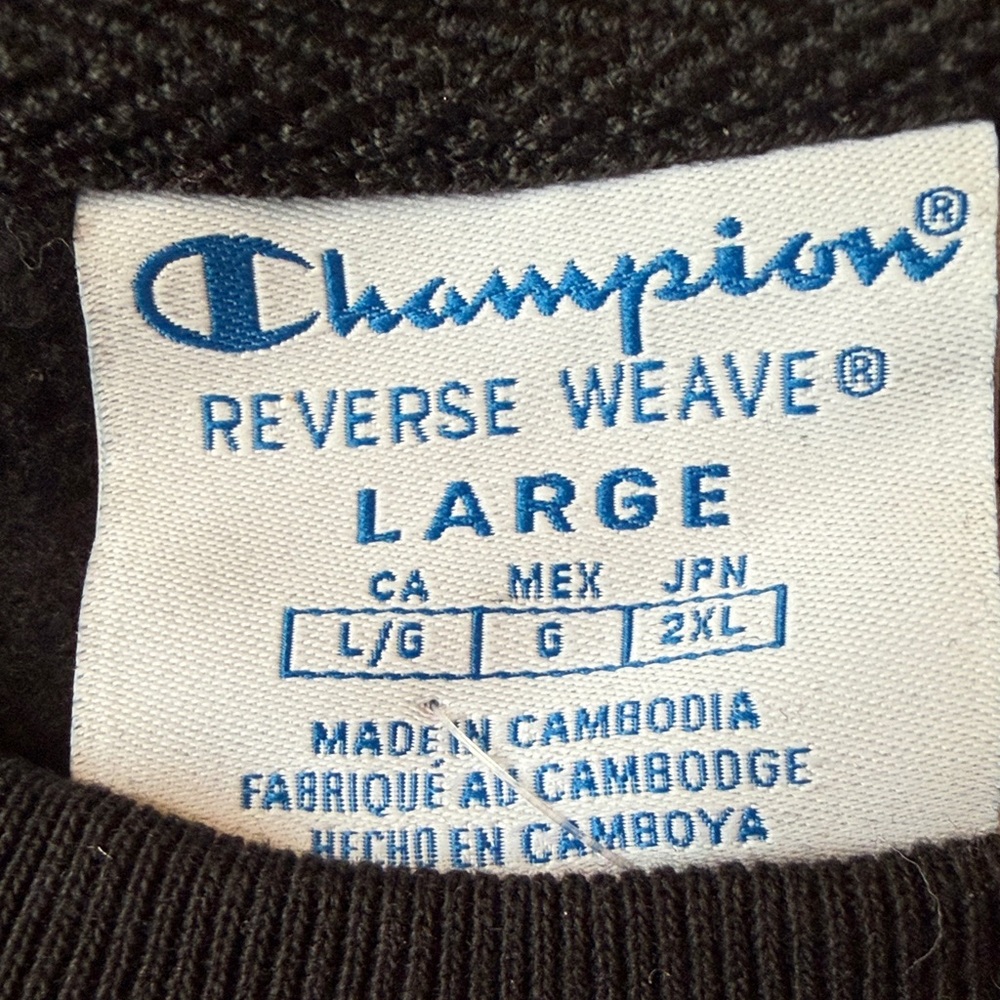 Champion®
REVERSE WEAVE®
LARGE
CA MEX JPN
L/G G 2XL
MADE IN CAMBODIA
FABRIQUÉ AU CAMBODGE
HECHO EN CAMBOYA